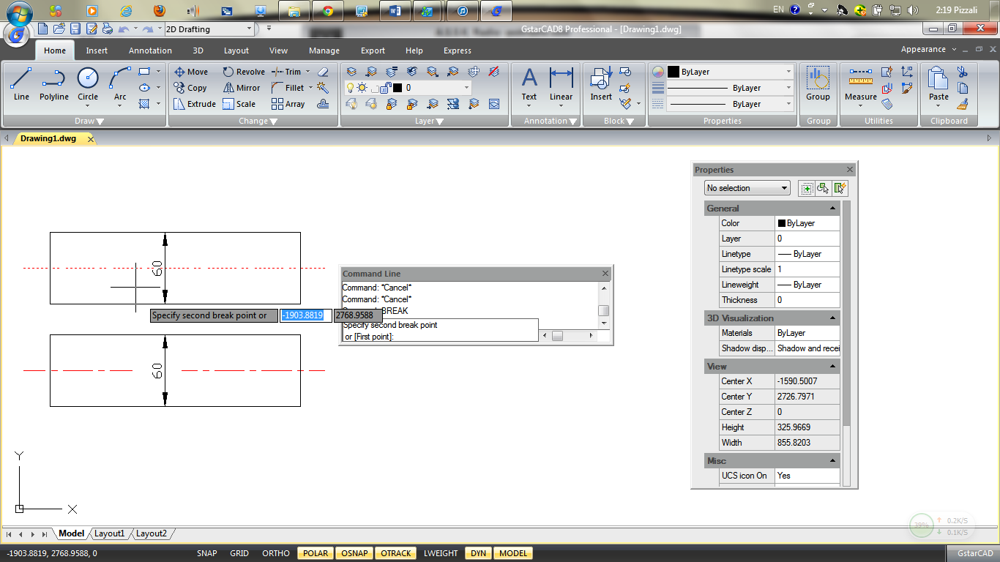 EN
2:19 Pizzali
2D Drafting
GstarCAD8 Professional - [Drawing1.dwg]
Home Insert Annotation 3D Layout View Manage Export Help Express
Appearance
Line Polyline Circle Arc
Move Revolve Trim
Copy Mirror Fillet
Extrude Scale Array
0
Text Linear
Insert
ByLayer
ByLayer
ByLayer
Group
Measure
Paste
Draw Change Layer Annotation Block Properties Group Utilities Clipboard
Drawing1.dwg
60
60
Specify second break point or -1903.8819 2768.9588
Command Line
Command: *Cancel*
Command: *Cancel*
BREAK
Specify second break point
or [First point]:
Properties
No selection
General
Color ByLayer
Layer 0
Linetype ByLayer
Linetype scale 1
Lineweight ByLayer
Thickness 0
3D Visualization
Materials ByLayer
Shadow disp... Shadow and recei
View
Center X -1590.5007
Center Y 2726.7971
Center Z 0
Height 325.9669
Width 855.8203
Misc
UCS icon On Yes
Y
X
39%
0.2K/S
0.1K/S
Model Layout1 Layout2
-1903.8819, 2768.9588, 0
SNAP GRID ORTHO POLAR OSNAP OTRACK LWEIGHT DYN MODEL
GstarCAD